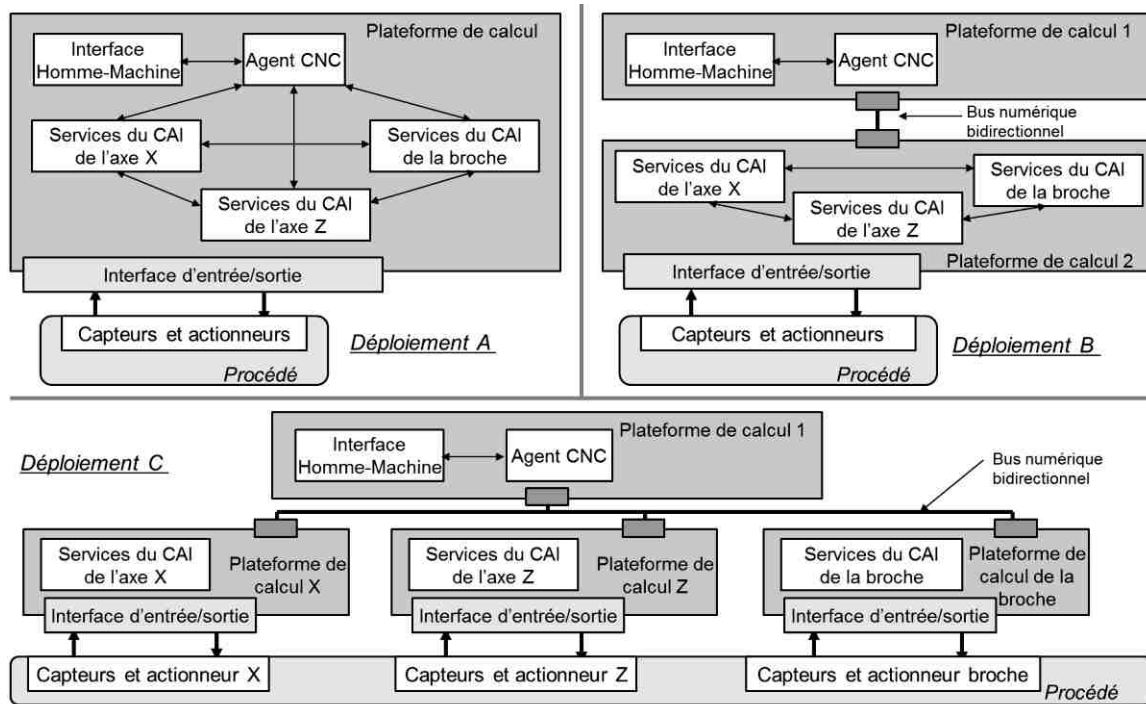 Plateforme de calcul
Interface
Homme-Machine
Agent CNC
Services du CAI
de l'axe X
Services du CAI
de la broche
Services du CAI
de l'axe Z
Interface d'entrée/sortie
Capteurs et actionneurs
Déploiement A
Procédé
Plateforme de calcul 1
Interface
Homme-Machine
Agent CNC
Bus numérique
bidirectionnel
Services du CAI
de l'axe X
Services du CAI
de la broche
Services du CAI
de l'axe Z
Plateforme de calcul 2
Interface d'entrée/sortie
Capteurs et actionneurs
Déploiement B
Procédé
Déploiement C
Plateforme de calcul 1
Interface
Homme-Machine
Agent CNC
Bus numérique
bidirectionnel
Services du CAI
de l'axe X
Plateforme de
calcul X
Interface d'entrée/sortie
Capteurs et actionneur X
Services du CAI
de l'axe Z
Plateforme de
calcul Z
Interface d'entrée/sortie
Capteurs et actionneur Z
Services du CAI
de la broche
Plateforme de
calcul de la
broche
Interface d'entrée/sortie
Capteurs et actionneur broche
Procédé